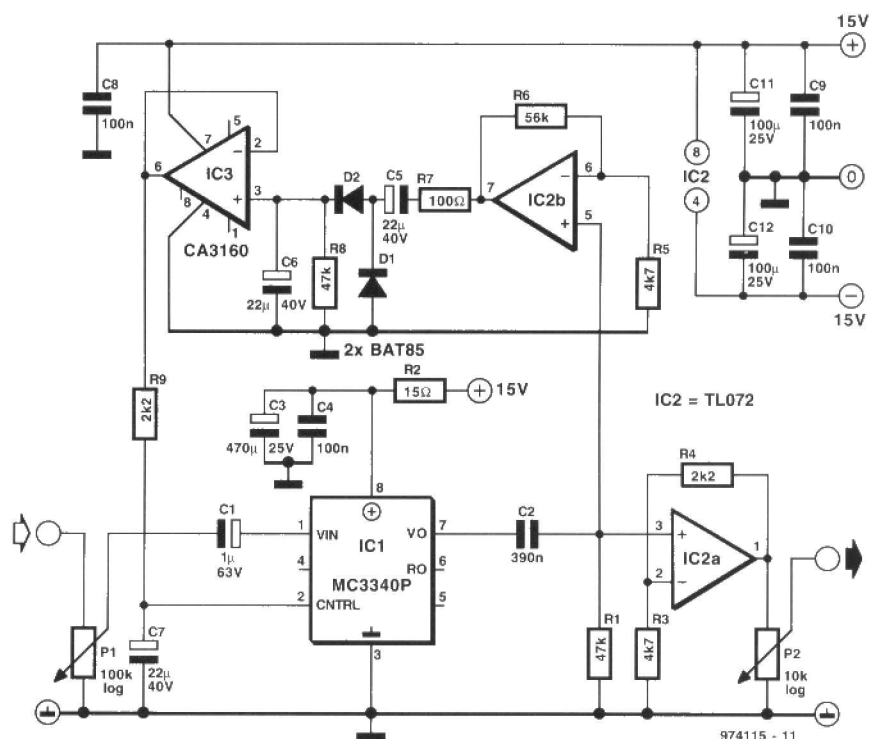 15V
+
C8
100n
R6
56k
C11
100µ
25V
C9
100n
5
7
2
−
IC3
6
+
3
8
4
1
CA3160
D2
C5
22µ
40V
R7
100Ω
7
IC2b
−
6
+
5
8
IC2
4
0
C6
22µ
40V
R8
47k
D1
R5
4k7
C12
100µ
25V
C10
100n
−
15V
2x BAT85
R9
2k2
R2
15Ω
+
15V
C3
470µ
25V
C4
100n
IC2 = TL072
R4
2k2
8
+
C1
1µ
63V
1
VIN
VO
7
IC1
4
RO
6
MC3340P
2
CNTRL
5
3
C2
390n
3
+
IC2a
1
2
−
P1
100k
log
C7
22µ
40V
R1
47k
R3
4k7
P2
10k
log
974115 - 11